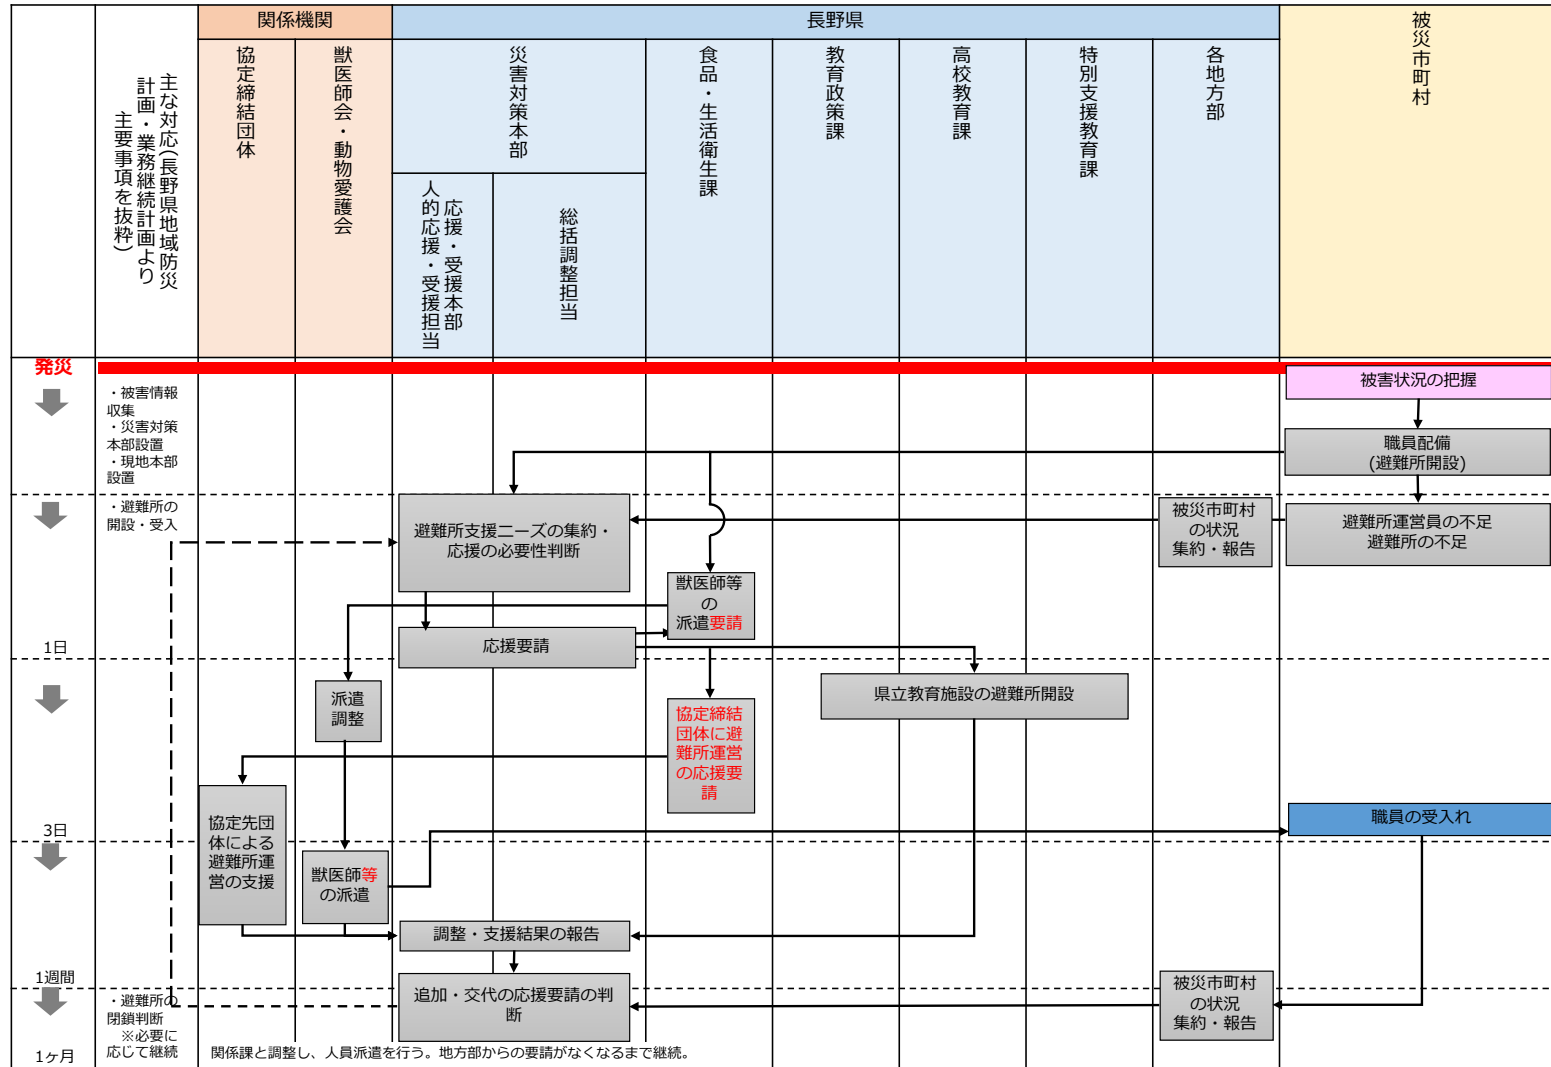 関係機関
長野県
被災市町村
主な対応(長野県地域防災
計画・業務継続計画より
主要事項を抜粋)
協定締結団体
獣医師会・動物愛護会
災害対策本部
食品・生活衛生課
教育政策課
高校教育課
特別支援教育課
各地方部
応援・受援本部
人的応援・受援担当
総括調整担当
発災
・被害情報
収集
・災害対策
本部設置
・現地本部
設置
被害状況の把握
職員配備
(避難所開設)
・避難所の
開設・受入
避難所支援ニーズの集約・
応援の必要性判断
被災市町村
の状況
集約・報告
避難所運営員の不足
避難所の不足
獣医師等
の
派遣要請
応援要請
1日
派遣
調整
県立教育施設の避難所開設
協定締結
団体に避
難所運営
の応援要
請
協定先団
体による
避難所運
営の支援
職員の受入れ
3日
獣医師等
の派遣
調整・支援結果の報告
1週間
追加・交代の応援要請の判
断
被災市町村
の状況
集約・報告
・避難所の
閉鎖判断
※必要に
応じて継続
1ヶ月
関係課と調整し、人員派遣を行う。地方部からの要請がなくなるまで継続。